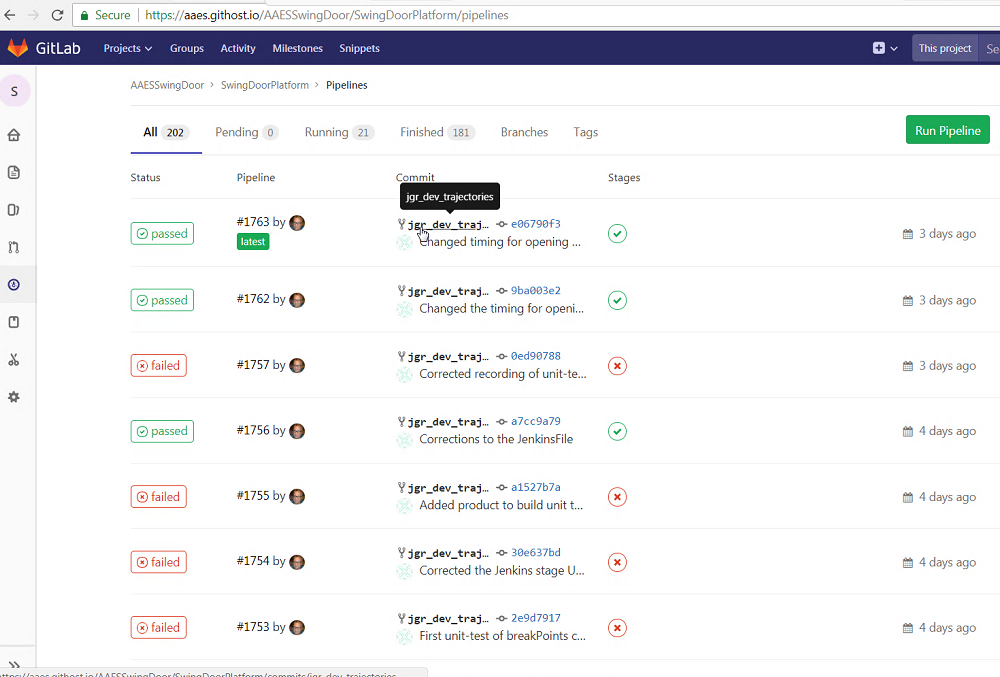 Secure https://aaes.githost.io/AAESSwingDoor/SwingDoorPlatform/pipelines
GitLab Projects Groups Activity Milestones Snippets This project Se
S
AAESSwingDoor > SwingDoorPlatform > Pipelines
All 202 Pending 0 Running 21 Finished 181 Branches Tags Run Pipeline
Status Pipeline Commit Stages
jgr_dev_trajectories
passed #1763 by jgr_dev_traj… e06790f3 3 days ago
latest Changed timing for opening ...
passed #1762 by jgr_dev_traj… 9ba003e2 3 days ago
Changed the timing for openi...
failed #1757 by jgr_dev_traj… 0ed90788 3 days ago
Corrected recording of unit-te...
passed #1756 by jgr_dev_traj… a7cc9a79 4 days ago
Corrections to the JenkinsFile
failed #1755 by jgr_dev_traj… a1527b7a 4 days ago
Added product to build unit t...
failed #1754 by jgr_dev_traj… 30e637bd 4 days ago
Corrected the Jenkins stage U...
failed #1753 by jgr_dev_traj… 2e9d7917 4 days ago
First unit-test of breakPoints c...
https://aaes.githost.io/AAESSwingDoor/SwingDoorPlatform/commits/jgr_dev_trajectories